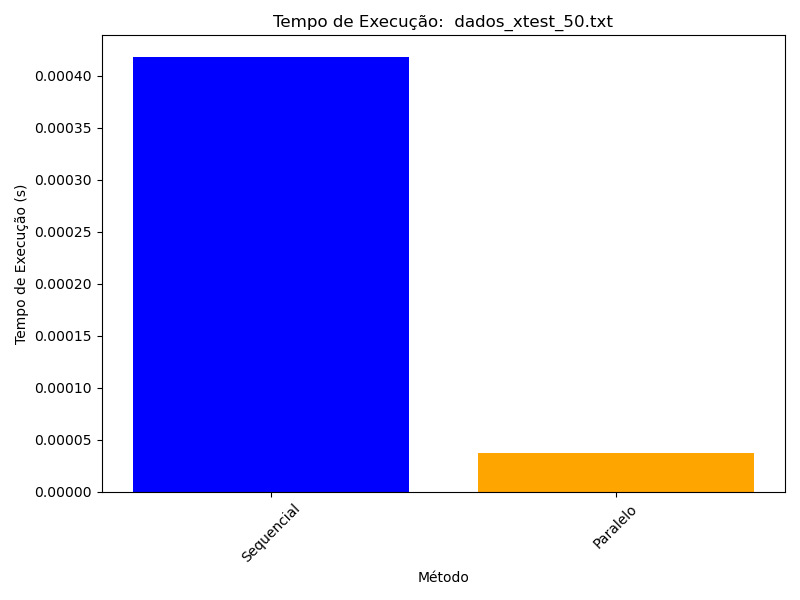 Tempo de Execução:  dados_xtest_50.txt
Tempo de Execução (s)
0.00040
0.00035
0.00030
0.00025
0.00020
0.00015
0.00010
0.00005
0.00000
Sequencial
Paralelo
Método